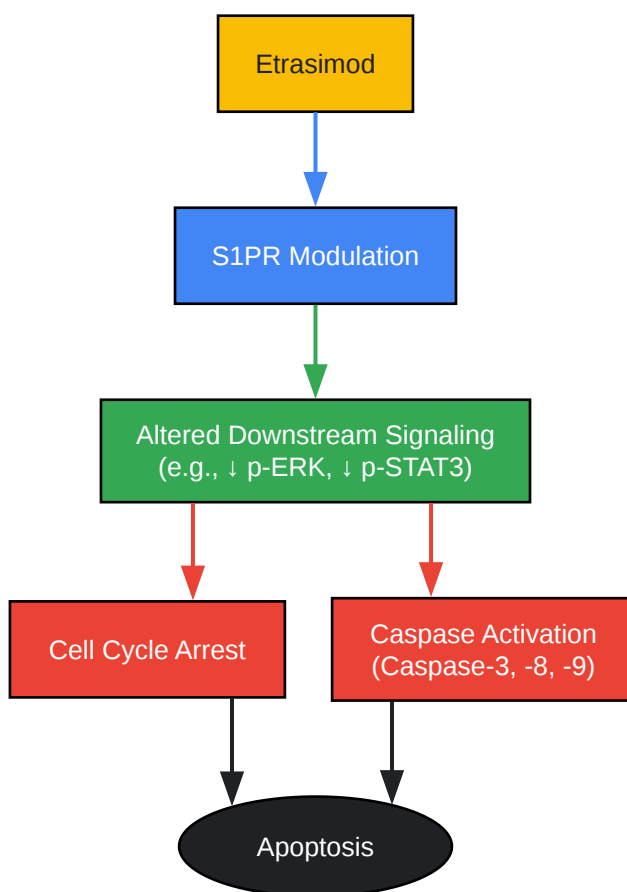 Etrasimod
S1PR Modulation
Altered Downstream Signaling
(e.g., ↓ p-ERK, ↓ p-STAT3)
Cell Cycle Arrest
Caspase Activation
(Caspase-3, -8, -9)
Apoptosis